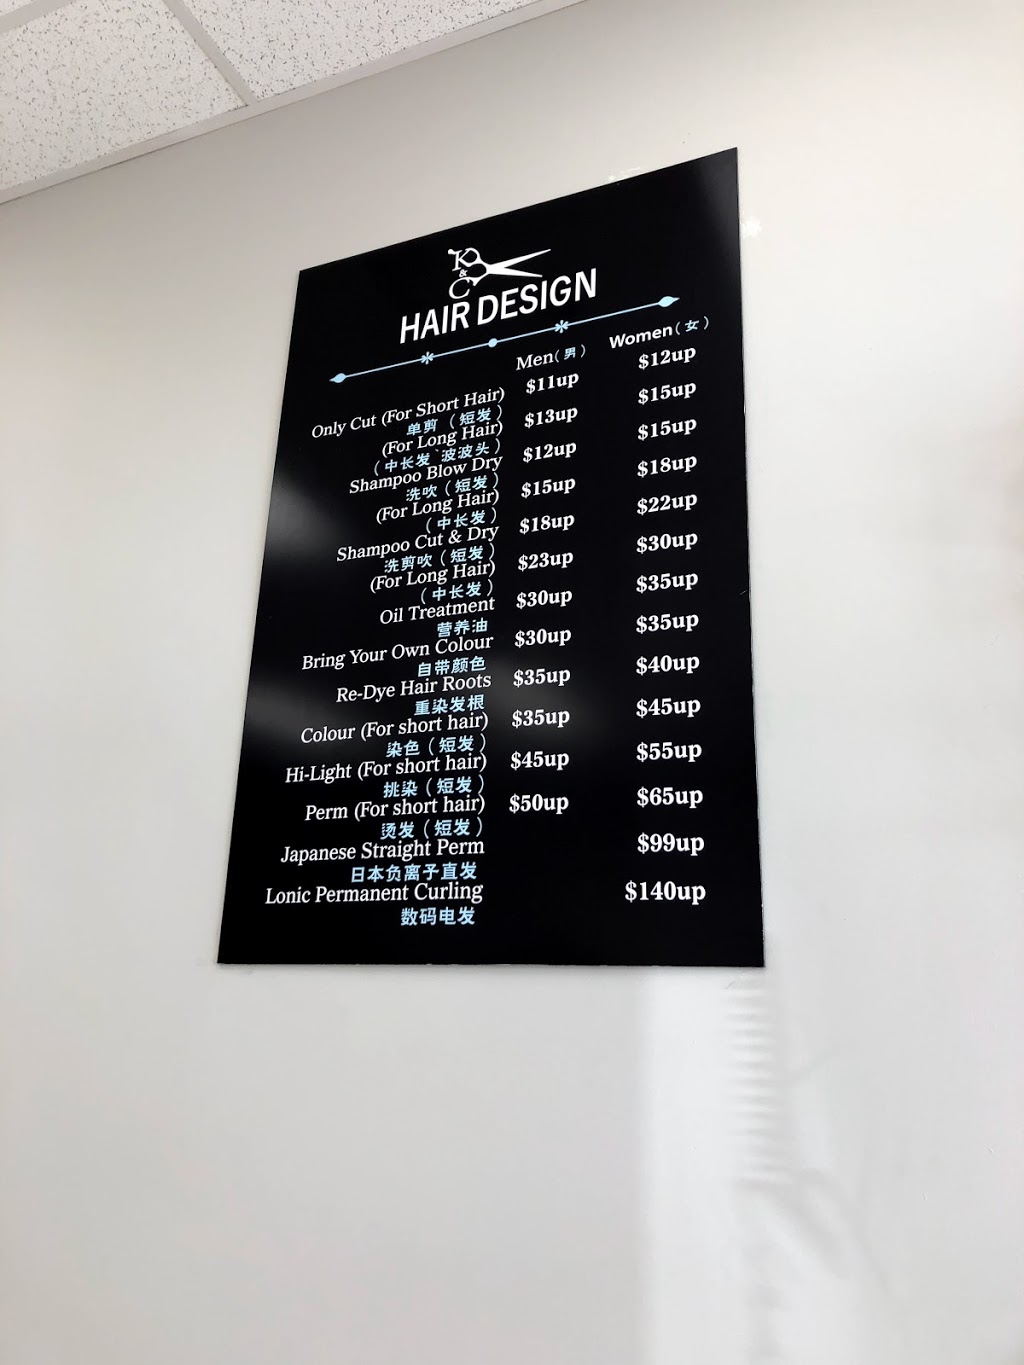 K
&
C
HAIR DESIGN
Men(男) Women(女)
Only Cut (For Short Hair) $11up $12up
单剪（短发）
(For Long Hair) $13up $15up
（中长发`波波头）
Shampoo Blow Dry $12up $15up
洗吹（短发）
(For Long Hair) $15up $18up
（中长发）
Shampoo Cut & Dry $18up $22up
洗剪吹（短发）
(For Long Hair) $23up $30up
（中长发）
Oil Treatment $30up $35up
营养油
Bring Your Own Colour $30up $35up
自带颜色
Re-Dye Hair Roots $35up $40up
重染发根
Colour (For short hair) $35up $45up
染色（短发）
Hi-Light (For short hair) $45up $55up
挑染（短发）
Perm (For short hair) $50up $65up
烫发（短发）
Japanese Straight Perm $99up
日本负离子直发
Lonic Permanent Curling $140up
数码电发